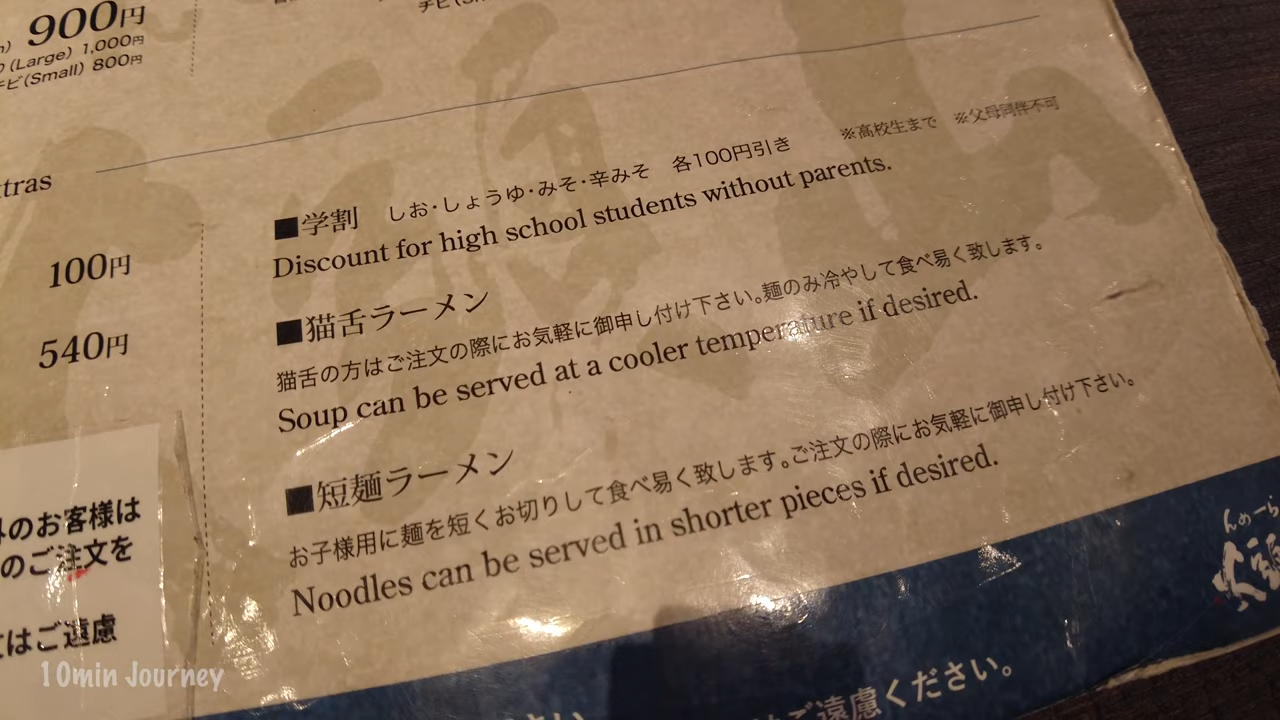 900円
(Large) 1,000円
チビ(Small) 800円
■学割 しお・しょうゆ・みそ・辛みそ 各100円引き ※高校生まで ※父母同伴不可
Discount for high school students without parents.
100円
■猫舌ラーメン
猫舌の方はご注文の際にお気軽に御申し付け下さい。麺のみ冷やして食べ易く致します。
Soup can be served at a cooler temperature if desired.
540円
■短麺ラーメン
お子様用に麺を短くお切りして食べ易く致します。ご注文の際にお気軽に御申し付け下さい。
Noodles can be served in shorter pieces if desired.
のお客様は
のご注文を
はご遠慮
ご遠慮ください。
10min Journey